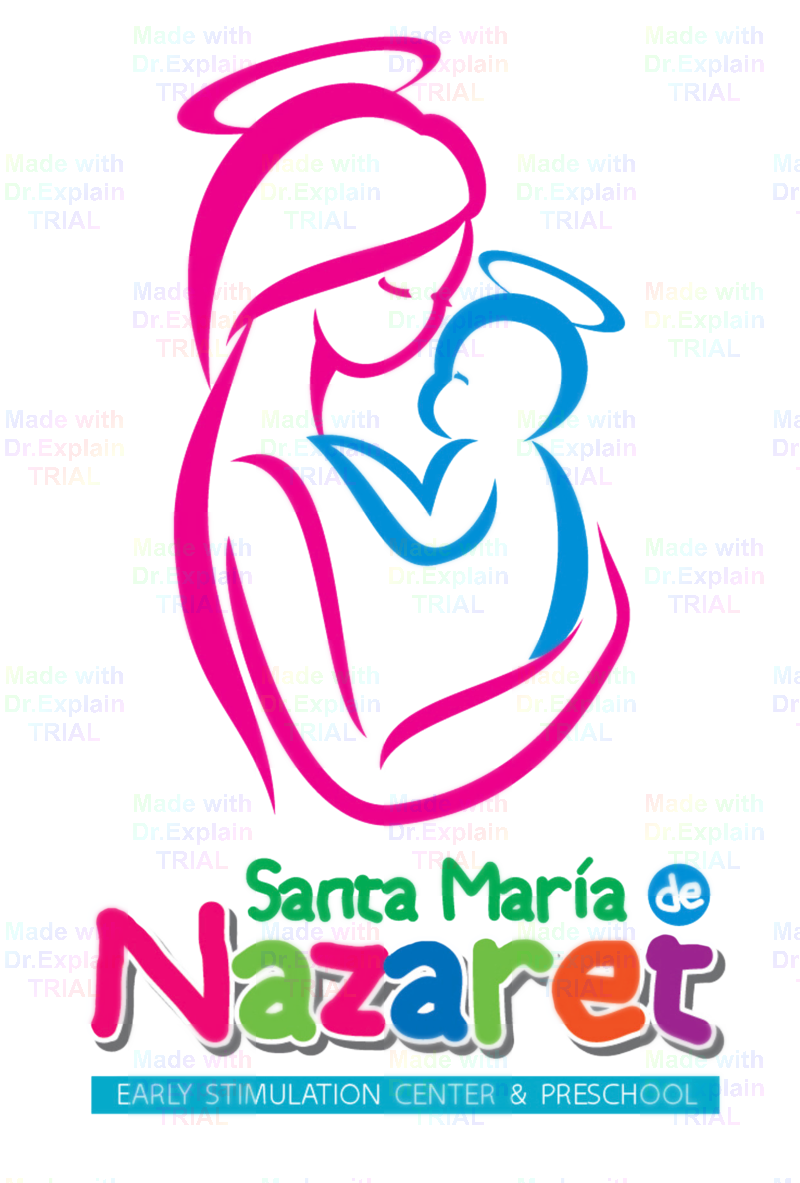 Santa María de
Nazaret
EARLY STIMULATION CENTER & PRESCHOOL
Made with
Dr.Explain
TRIAL